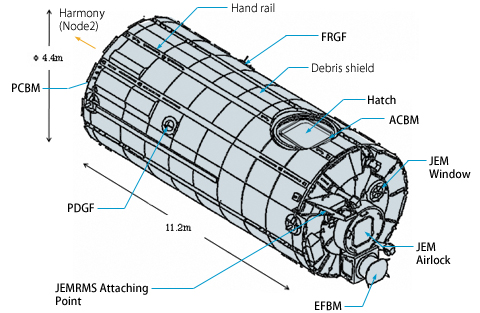 Harmony
(Node2)
Hand rail
FRGF
Φ 4.4m
Debris shield
PCBM
Hatch
ACBM
JEM
Window
PDGF
11.2m
JEM
Airlock
JEMRMS Attaching
Point
EFBM